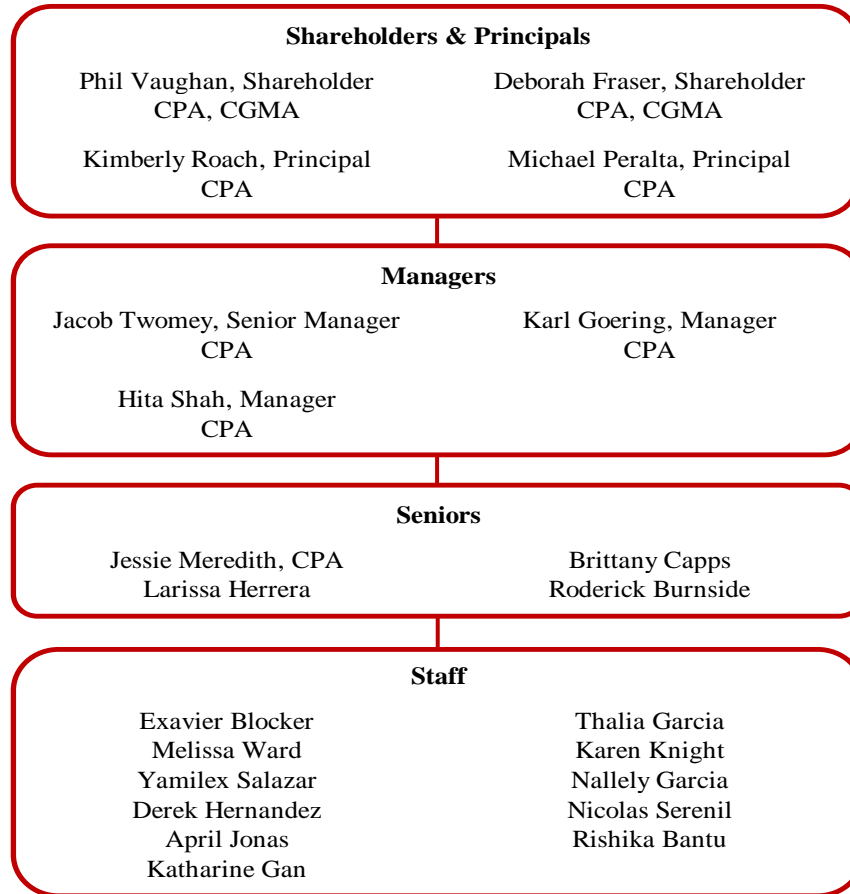 Shareholders & Principals
Phil Vaughan, Shareholder
CPA, CGMA
Deborah Fraser, Shareholder
CPA, CGMA
Kimberly Roach, Principal
CPA
Michael Peralta, Principal
CPA
Managers
Jacob Twomey, Senior Manager
CPA
Karl Goering, Manager
CPA
Hita Shah, Manager
CPA
Seniors
Jessie Meredith, CPA
Larissa Herrera
Brittany Capps
Roderick Burnside
Staff
Exavier Blocker
Melissa Ward
Yamilex Salazar
Derek Hernandez
April Jonas
Katharine Gan
Thalia Garcia
Karen Knight
Nallely Garcia
Nicolas Serenil
Rishika Bantu